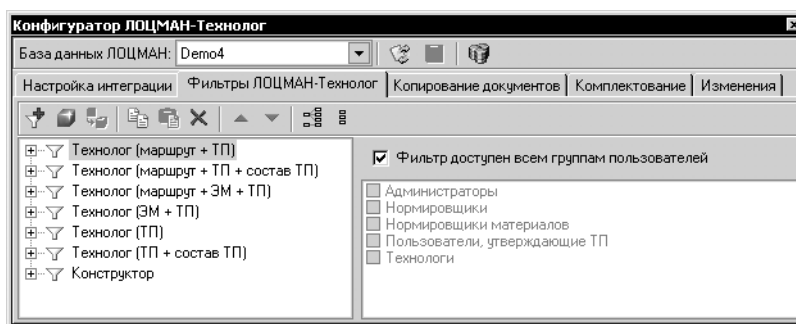 Конфигуратор ЛОЦМАН-Технолог
База данных ЛОЦМАН: Demo4
Настройка интеграции Фильтры ЛОЦМАН-Технолог Копирование документов Комплектование Изменения
Технолог (маршрут + ТП)
Технолог (маршрут + ТП + состав ТП)
Технолог (маршрут + ЭМ + ТП)
Технолог (ЭМ + ТП)
Технолог (ТП)
Технолог (ТП + состав ТП)
Конструктор
Фильтр доступен всем группам пользователей
Администраторы
Нормировщики
Нормировщики материалов
Пользователи, утверждающие ТП
Технологи